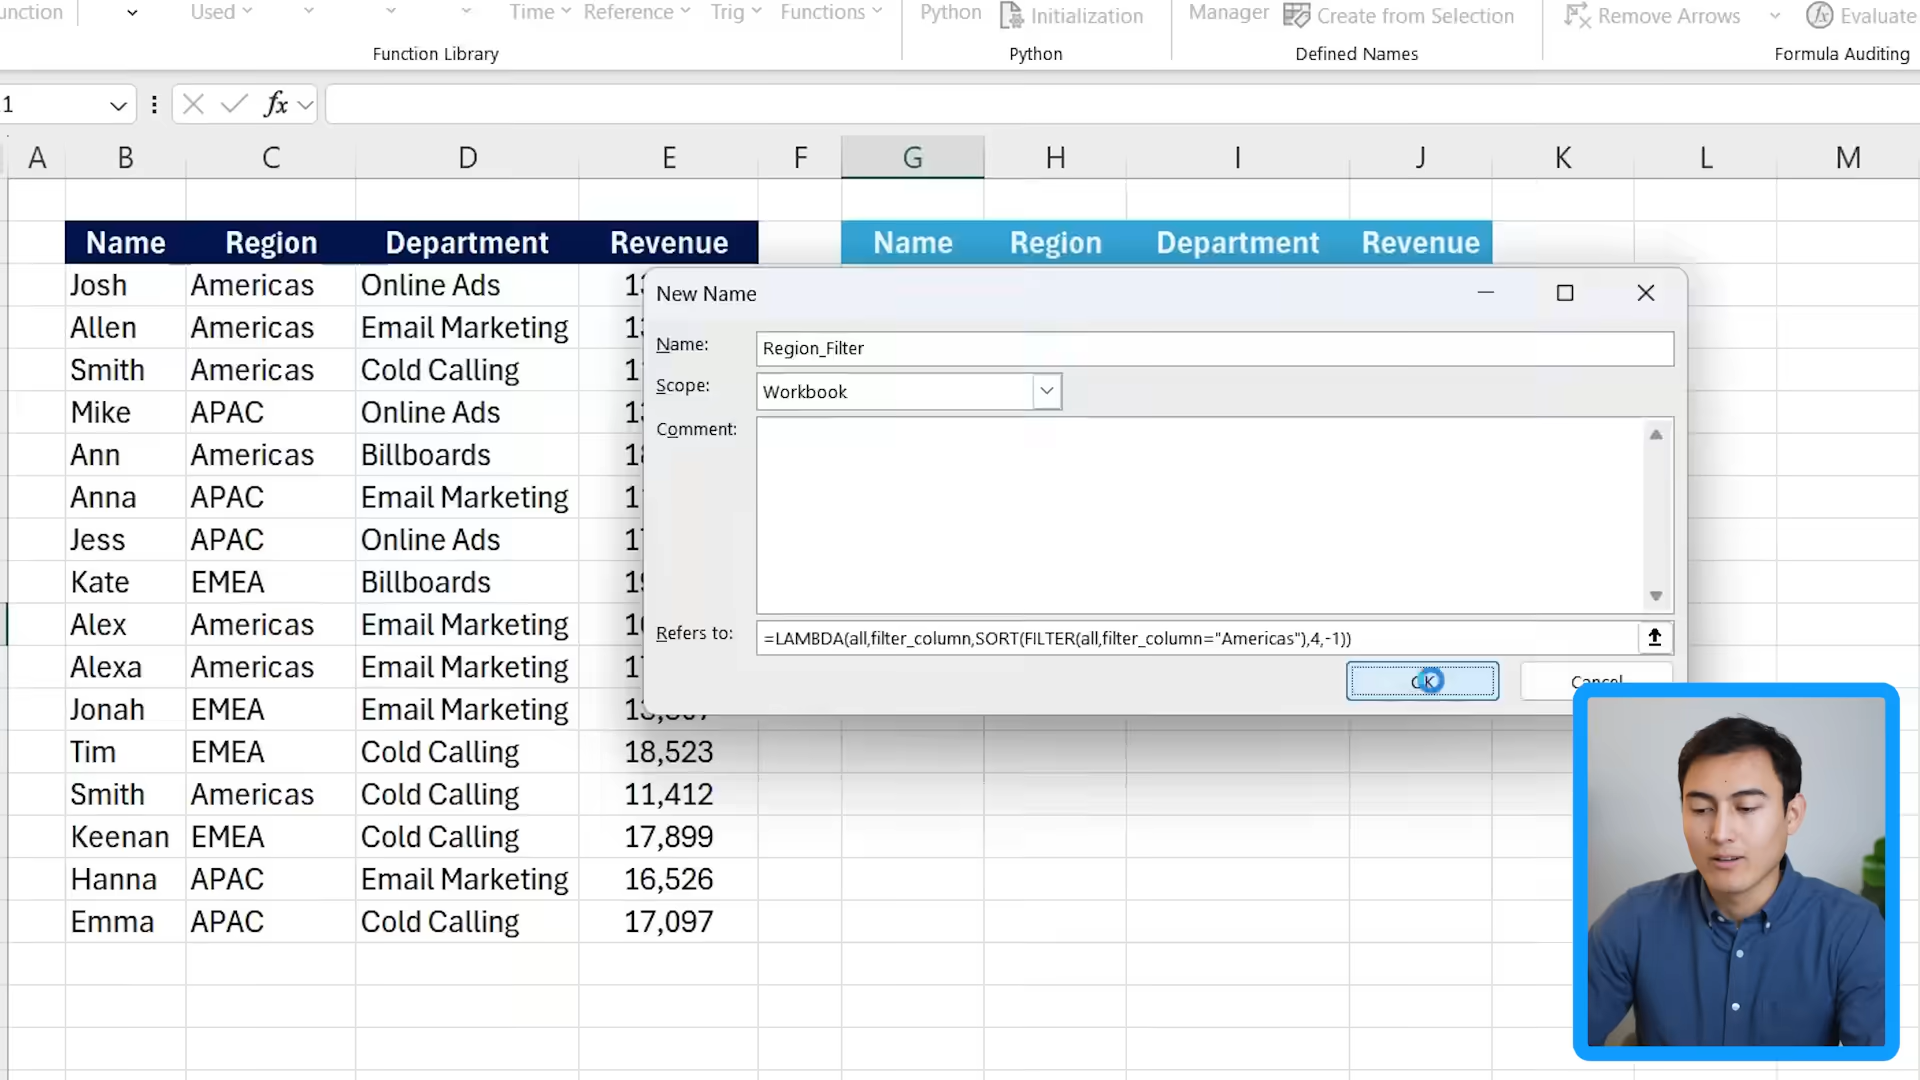 unction
Used
Time
Reference
Trig
Functions
Python
Initialization
Manager
Create from Selection
Remove Arrows
Evaluate
Function Library
Python
Defined Names
Formula Auditing
1
fx
A B C D E F G H I J K L M
Name Region Department Revenue Name Region Department Revenue
Josh Americas Online Ads
Allen Americas Email Marketing
Smith Americas Cold Calling
Mike APAC Online Ads
Ann Americas Billboards
Anna APAC Email Marketing
Jess APAC Online Ads
Kate EMEA Billboards
Alex Americas Email Marketing
Alexa Americas Email Marketing
Jonah EMEA Email Marketing
Tim EMEA Cold Calling 18,523
Smith Americas Cold Calling 11,412
Keenan EMEA Cold Calling 17,899
Hanna APAC Email Marketing 16,526
Emma APAC Cold Calling 17,097
New Name
Name: Region_Filter
Scope: Workbook
Comment:
Refers to: =LAMBDA(all,filter_column,SORT(FILTER(all,filter_column="Americas"),4,-1))
OK
Cancel